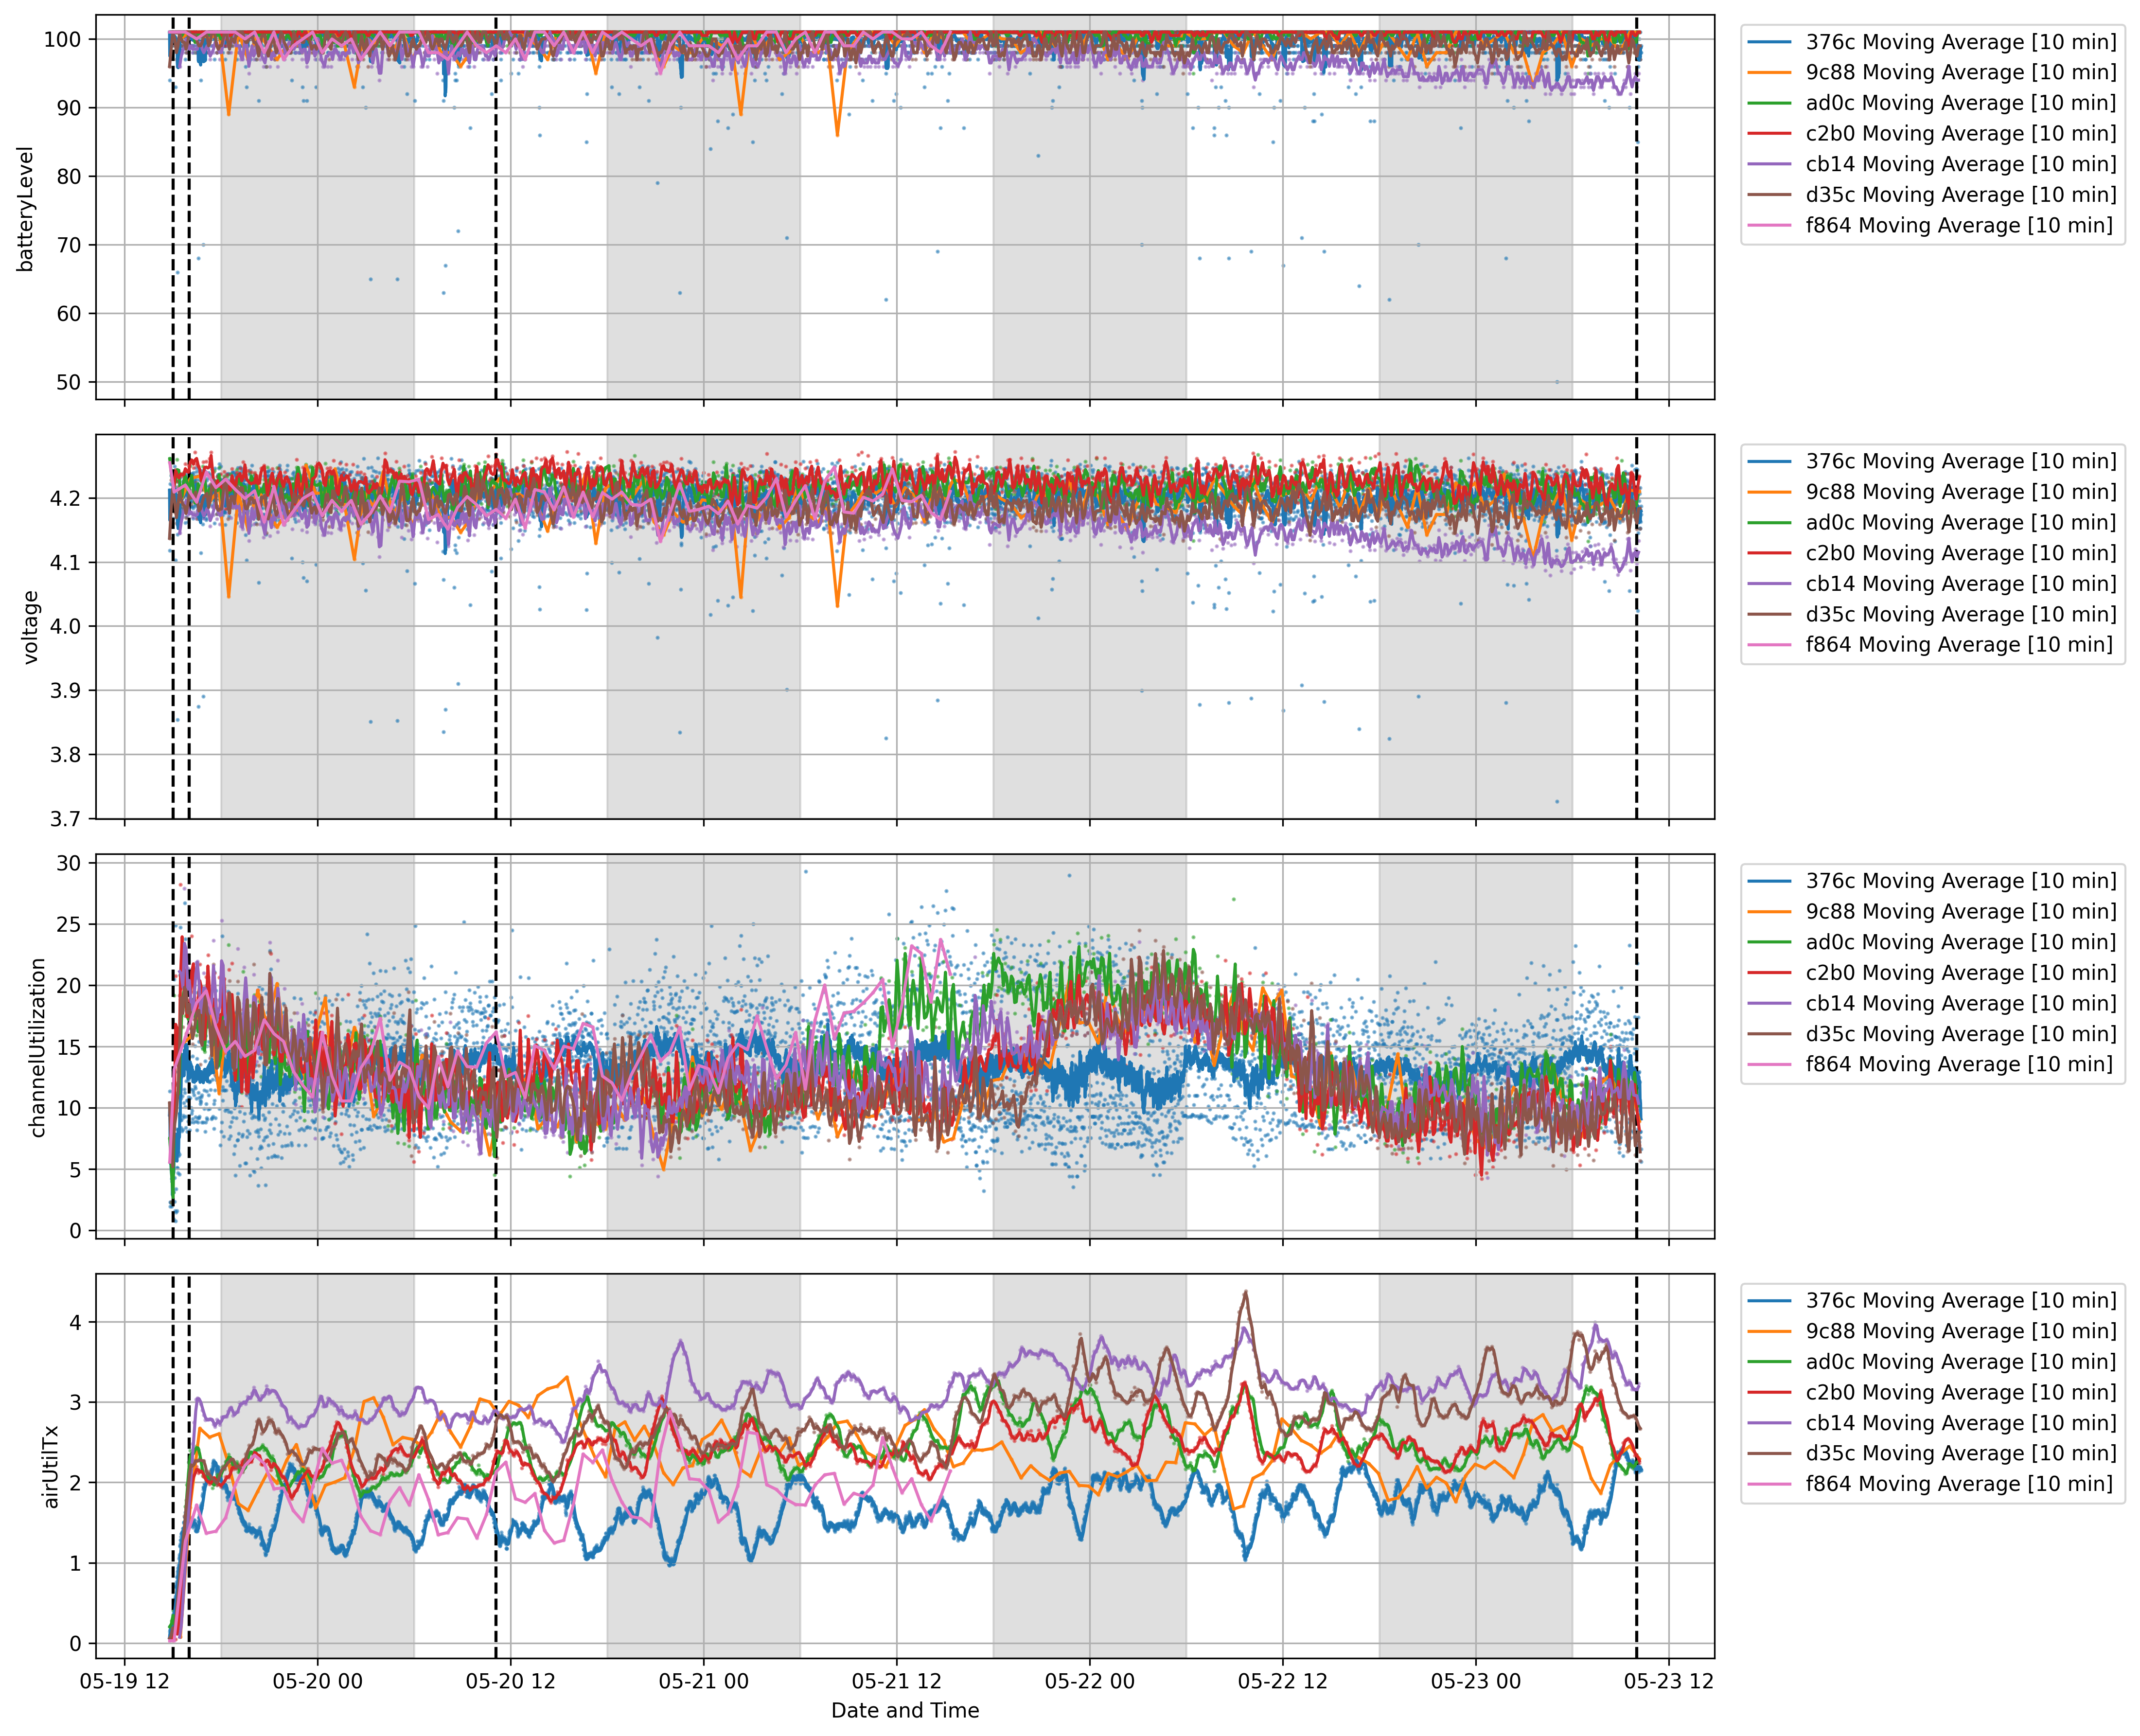 batteryLevel
100
90
80
70
60
50
376c Moving Average [10 min]
9c88 Moving Average [10 min]
ad0c Moving Average [10 min]
c2b0 Moving Average [10 min]
cb14 Moving Average [10 min]
d35c Moving Average [10 min]
f864 Moving Average [10 min]
voltage
4.2
4.1
4.0
3.9
3.8
3.7
376c Moving Average [10 min]
9c88 Moving Average [10 min]
ad0c Moving Average [10 min]
c2b0 Moving Average [10 min]
cb14 Moving Average [10 min]
d35c Moving Average [10 min]
f864 Moving Average [10 min]
channelUtilization
30
25
20
15
10
5
0
376c Moving Average [10 min]
9c88 Moving Average [10 min]
ad0c Moving Average [10 min]
c2b0 Moving Average [10 min]
cb14 Moving Average [10 min]
d35c Moving Average [10 min]
f864 Moving Average [10 min]
airUtilTx
4
3
2
1
0
376c Moving Average [10 min]
9c88 Moving Average [10 min]
ad0c Moving Average [10 min]
c2b0 Moving Average [10 min]
cb14 Moving Average [10 min]
d35c Moving Average [10 min]
f864 Moving Average [10 min]
05-19 12 05-20 00 05-20 12 05-21 00 05-21 12 05-22 00 05-22 12 05-23 00 05-23 12
Date and Time